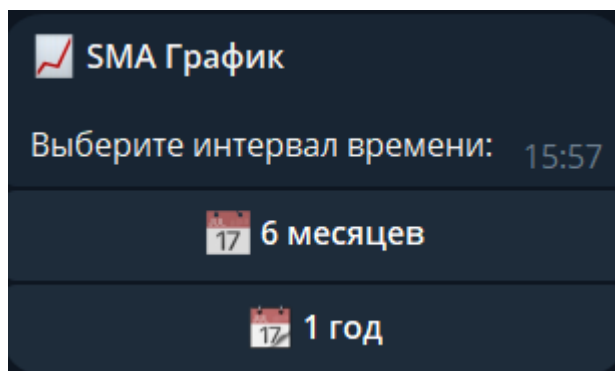 SMA График
Выберите интервал времени:
15:57
6 месяцев
1 год